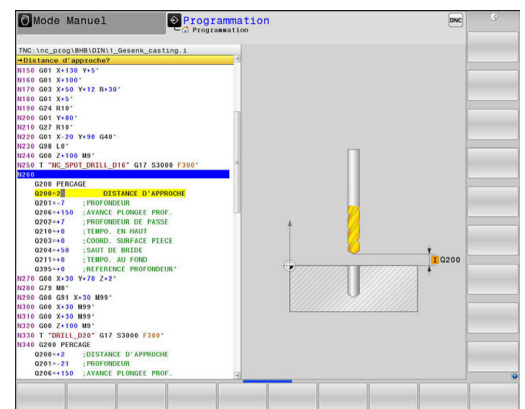 Mode Manuel
Programmation
DNC
Programmation
TNC:\nc_prog\BHB\DIN\1_Gesenk_casting.i
→Distance d'approche?
N150 G01 X+130 Y+5*
N160 G01 X+100*
N170 G03 X+50 Y+12 R+30*
N180 G01 X+5*
N190 G24 R10*
N200 G01 Y+80*
N210 G27 R10*
N220 G01 X-20 Y+90 G40*
N230 G98 L0*
N240 G00 Z+100 M9*
N250 T "NC_SPOT_DRILL_D16" G17 S3000 F300*
N260
G200 PERCAGE
Q200=2 DISTANCE D'APPROCHE
Q201=-7 ;PROFONDEUR
Q206=+150 ;AVANCE PLONGEE PROF.
Q202=+7 ;PROFONDEUR DE PASSE
Q210=+0 ;TEMPO. EN HAUT
Q203=+0 ;COORD. SURFACE PIECE
Q204=+50 ;SAUT DE BRIDE
Q211=+0 ;TEMPO. AU FOND
Q395=+0 ;REFERENCE PROFONDEUR*
N270 G00 X+30 Y+70 Z+2*
N280 G79 M8*
N290 G00 G91 X+30 M99*
N300 G00 X+30 M99*
N310 G00 X+30 M99*
N320 G00 Z+100 M9*
N330 T "DRILL_D20" G17 S3000 F300*
N340 G200 PERCAGE
Q200=+2 ;DISTANCE D'APPROCHE
Q201=-21 ;PROFONDEUR
Q206=+150 ;AVANCE PLONGEE PROF.
Q200